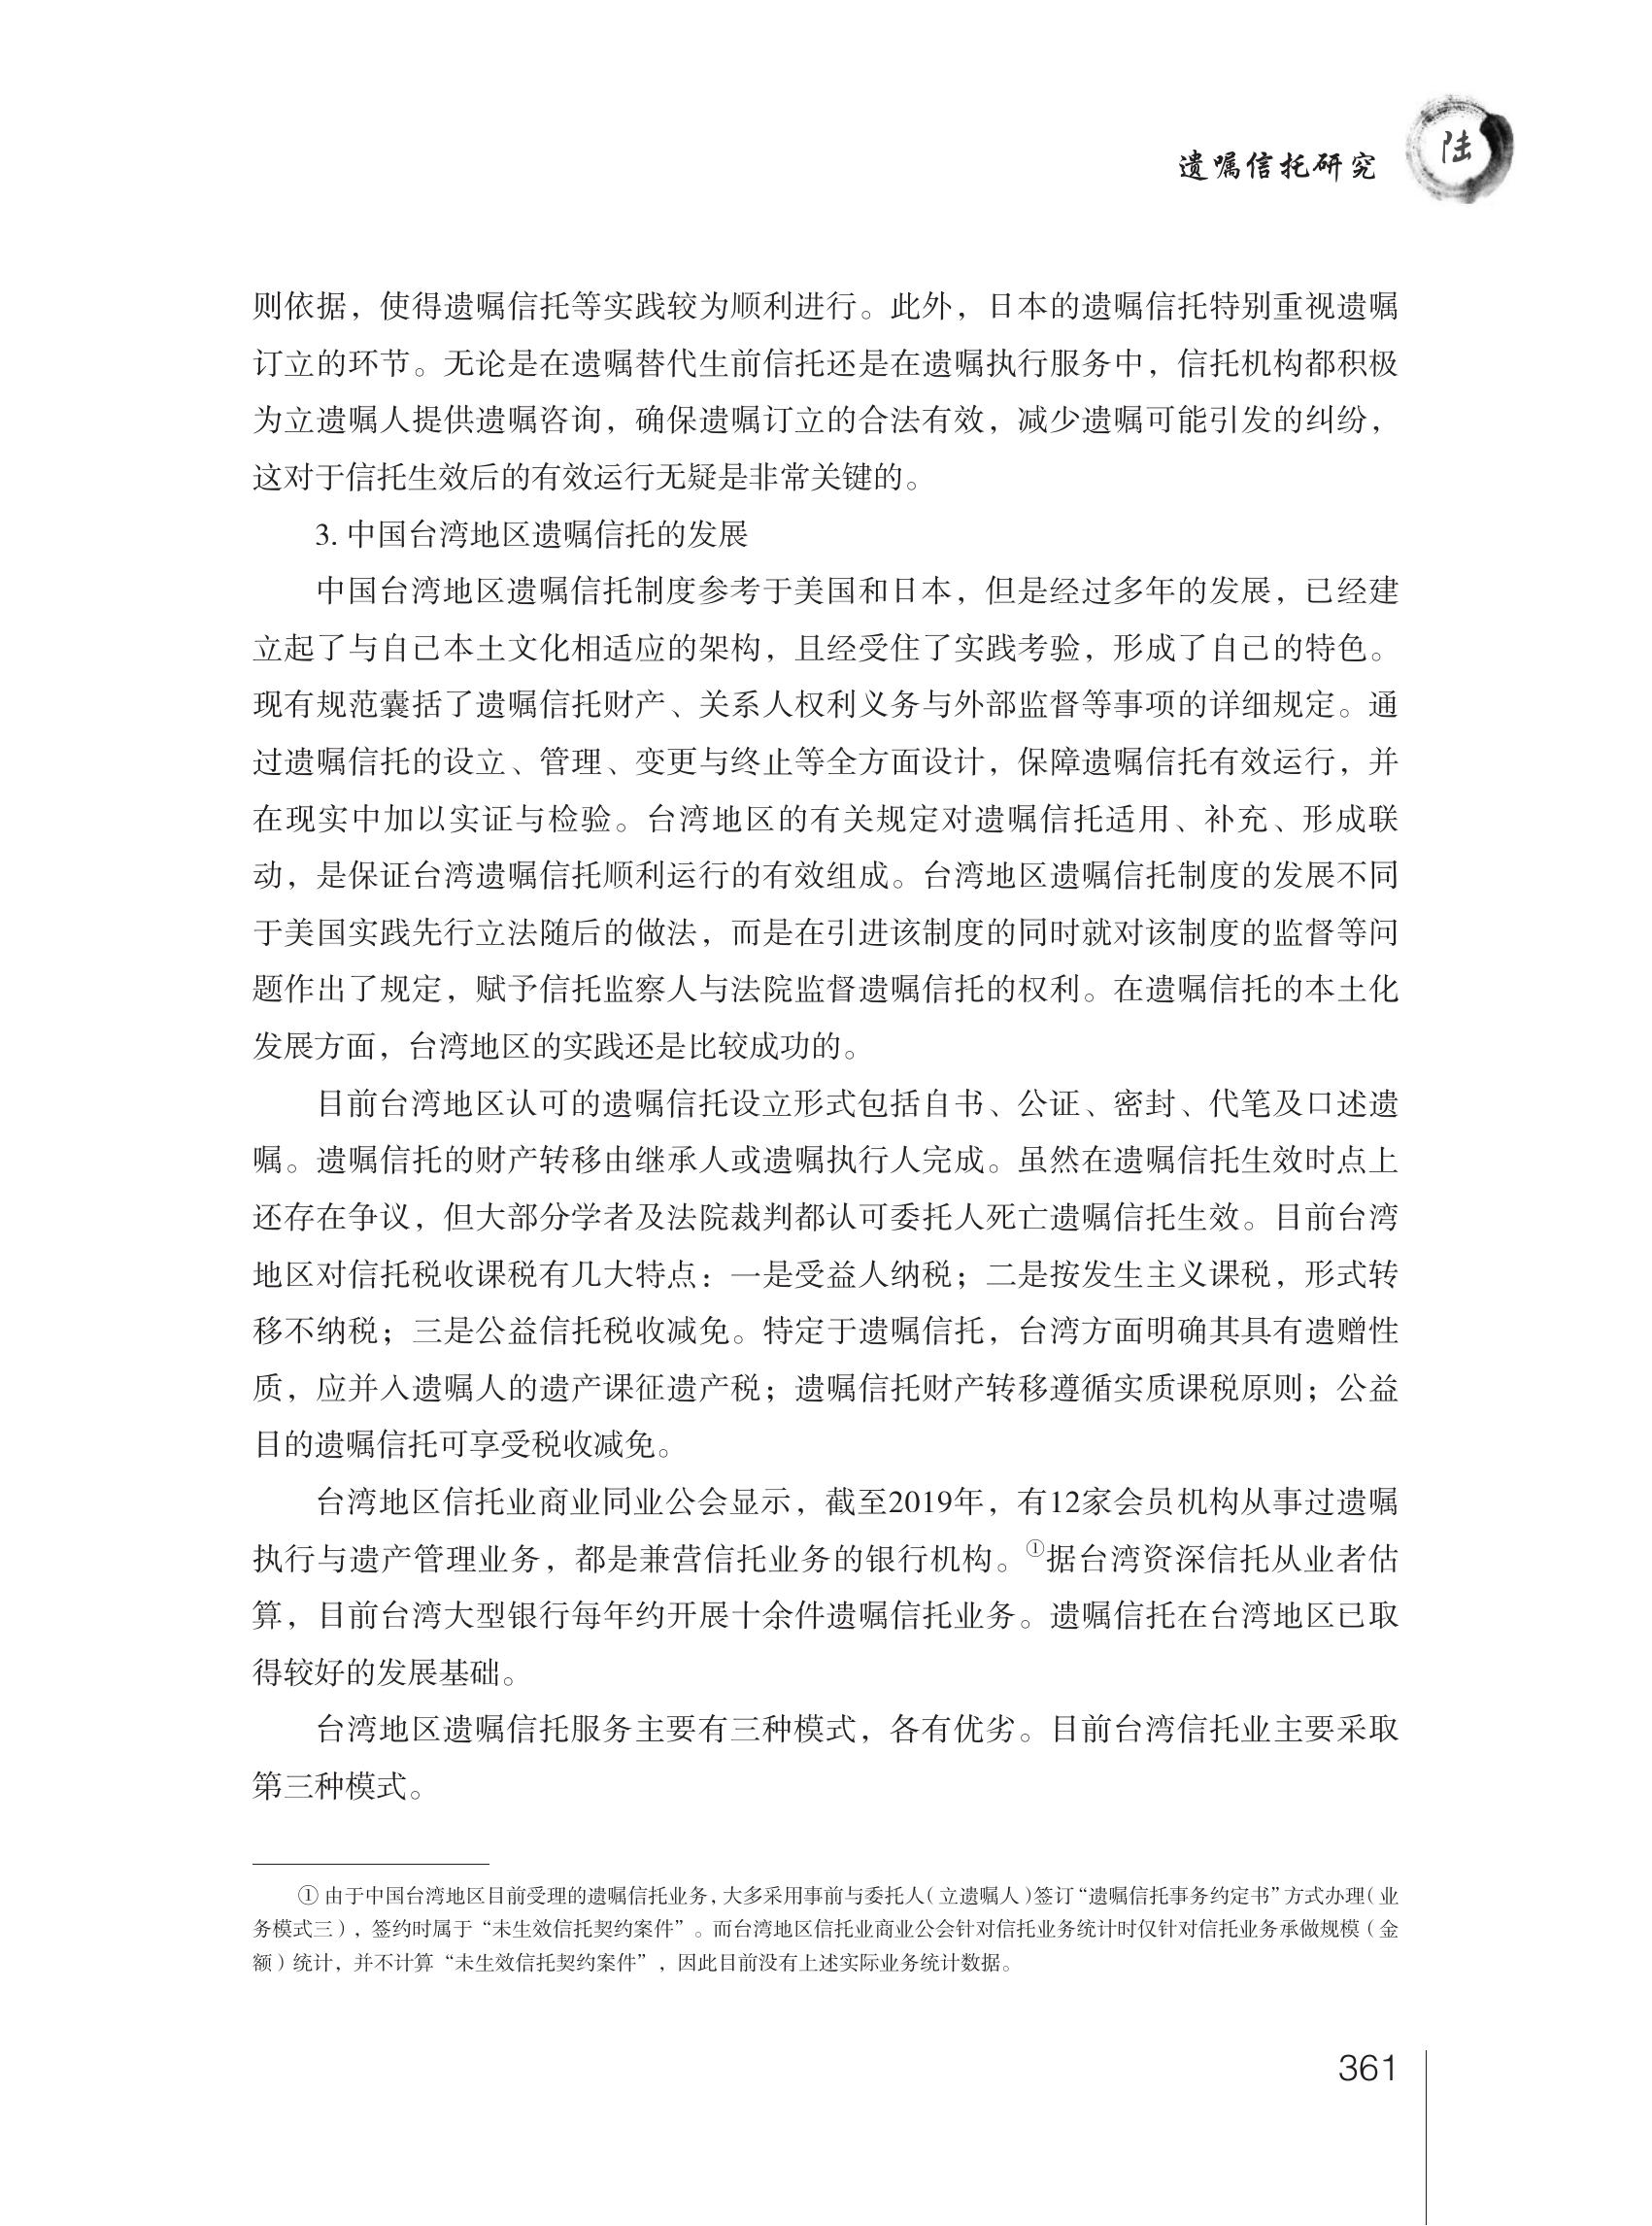 遗嘱信托研究
陆
则依据，使得遗嘱信托等实践较为顺利进行。此外，日本的遗嘱信托特别重视遗嘱
订立的环节。无论是在遗嘱替代生前信托还是在遗嘱执行服务中，信托机构都积极
为立遗嘱人提供遗嘱咨询，确保遗嘱订立的合法有效，减少遗嘱可能引发的纠纷，
这对于信托生效后的有效运行无疑是非常关键的。
3. 中国台湾地区遗嘱信托的发展
中国台湾地区遗嘱信托制度参考于美国和日本，但是经过多年的发展，已经建
立起了与自己本土文化相适应的架构，且经受住了实践考验，形成了自己的特色。
现有规范囊括了遗嘱信托财产、关系人权利义务与外部监督等事项的详细规定。通
过遗嘱信托的设立、管理、变更与终止等全方面设计，保障遗嘱信托有效运行，并
在现实中加以实证与检验。台湾地区的有关规定对遗嘱信托适用、补充、形成联
动，是保证台湾遗嘱信托顺利运行的有效组成。台湾地区遗嘱信托制度的发展不同
于美国实践先行立法随后的做法，而是在引进该制度的同时就对该制度的监督等问
题作出了规定，赋予信托监察人与法院监督遗嘱信托的权利。在遗嘱信托的本土化
发展方面，台湾地区的实践还是比较成功的。
目前台湾地区认可的遗嘱信托设立形式包括自书、公证、密封、代笔及口述遗
嘱。遗嘱信托的财产转移由继承人或遗嘱执行人完成。虽然在遗嘱信托生效时点上
还存在争议，但大部分学者及法院裁判都认可委托人死亡遗嘱信托生效。目前台湾
地区对信托税收课税有几大特点：一是受益人纳税；二是按发生主义课税，形式转
移不纳税；三是公益信托税收减免。特定于遗嘱信托，台湾方面明确其具有遗赠性
质，应并入遗嘱人的遗产课征遗产税；遗嘱信托财产转移遵循实质课税原则；公益
目的遗嘱信托可享受税收减免。
台湾地区信托业商业同业公会显示，截至2019年，有12家会员机构从事过遗嘱
执行与遗产管理业务，都是兼营信托业务的银行机构。①据台湾资深信托从业者估
算，目前台湾大型银行每年约开展十余件遗嘱信托业务。遗嘱信托在台湾地区已取
得较好的发展基础。
台湾地区遗嘱信托服务主要有三种模式，各有优劣。目前台湾信托业主要采取
第三种模式。
① 由于中国台湾地区目前受理的遗嘱信托业务，大多采用事前与委托人（立遗嘱人）签订“遗嘱信托事务约定书”方式办理（业
务模式三），签约时属于“未生效信托契约案件”。而台湾地区信托业商业公会针对信托业务统计时仅针对信托业务承做规模（金
额）统计，并不计算“未生效信托契约案件”，因此目前没有上述实际业务统计数据。
361